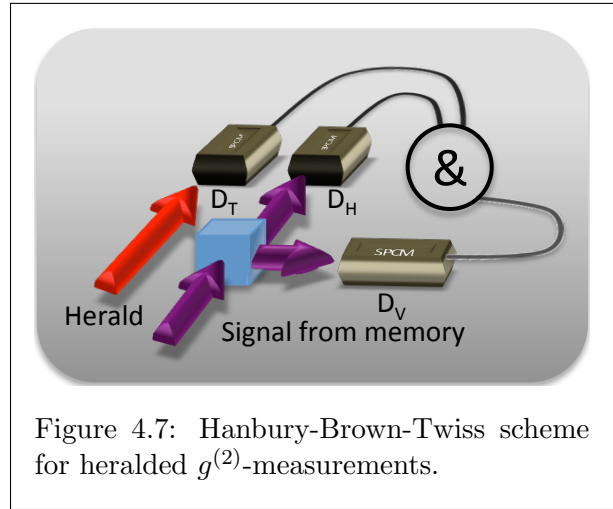 SPCM
SPCM
D_T
D_H
&
SPCM
D_V
Herald
Signal from memory
Figure 4.7: Hanbury-Brown-Twiss scheme
for heralded g^(2)-measurements.